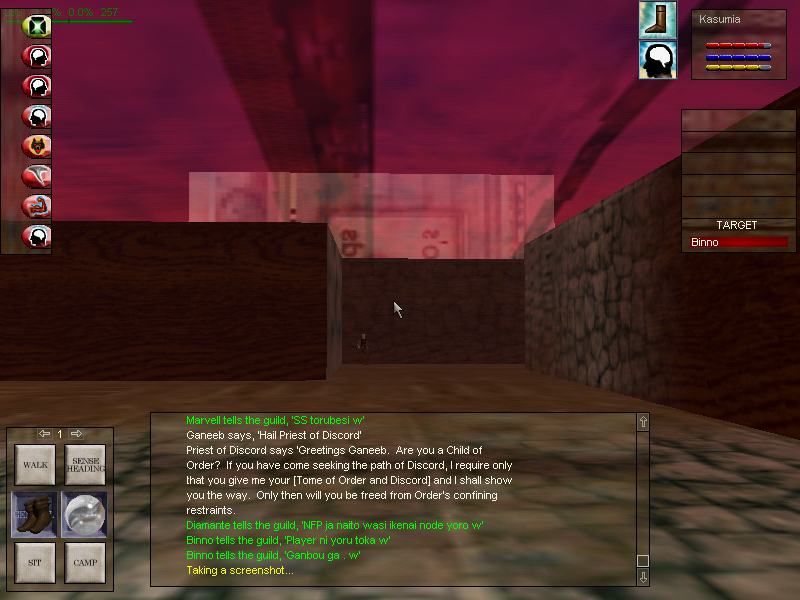 0.0% 257
Kasumia
TARGET
Binno
Marvell tells the guild, 'SS torubesi w'
Ganeeb says, 'Hail Priest of Discord'
Priest of Discord says 'Greetings Ganeeb. Are you a Child of
Order? If you have come seeking the path of Discord, I require only
that you give me your [Tome of Order and Discord] and I shall show
you the way. Only then will you be freed from Order's confining
restraints.
Diamante tells the guild, 'NFP ja naito wasi ikenai node yoro w'
Binno tells the guild, 'Player ni yoru toka w'
Binno tells the guild, 'Ganbou ga . w'
Taking a screenshot...
1
WALK
SENSE
HEADING
SIT
CAMP